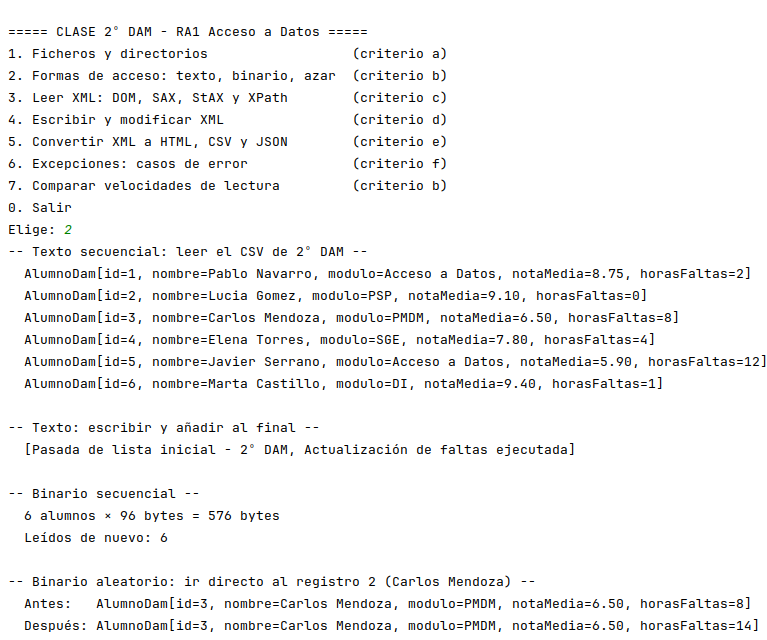 ===== CLASE 2° DAM - RA1 Acceso a Datos =====
1. Ficheros y directorios                  (criterio a)
2. Formas de acceso: texto, binario, azar  (criterio b)
3. Leer XML: DOM, SAX, StAX y XPath        (criterio c)
4. Escribir y modificar XML                (criterio d)
5. Convertir XML a HTML, CSV y JSON        (criterio e)
6. Excepciones: casos de error             (criterio f)
7. Comparar velocidades de lectura         (criterio b)
0. Salir
Elige: 2
-- Texto secuencial: leer el CSV de 2° DAM --
  AlumnoDam[id=1, nombre=Pablo Navarro, modulo=Acceso a Datos, notaMedia=8.75, horasFaltas=2]
  AlumnoDam[id=2, nombre=Lucia Gomez, modulo=PSP, notaMedia=9.10, horasFaltas=0]
  AlumnoDam[id=3, nombre=Carlos Mendoza, modulo=PMDM, notaMedia=6.50, horasFaltas=8]
  AlumnoDam[id=4, nombre=Elena Torres, modulo=SGE, notaMedia=7.80, horasFaltas=4]
  AlumnoDam[id=5, nombre=Javier Serrano, modulo=Acceso a Datos, notaMedia=5.90, horasFaltas=12]
  AlumnoDam[id=6, nombre=Marta Castillo, modulo=DI, notaMedia=9.40, horasFaltas=1]

-- Texto: escribir y añadir al final --
  [Pasada de lista inicial - 2° DAM, Actualización de faltas ejecutada]

-- Binario secuencial --
  6 alumnos × 96 bytes = 576 bytes
  Leídos de nuevo: 6

-- Binario aleatorio: ir directo al registro 2 (Carlos Mendoza) --
  Antes:   AlumnoDam[id=3, nombre=Carlos Mendoza, modulo=PMDM, notaMedia=6.50, horasFaltas=8]
  Después: AlumnoDam[id=3, nombre=Carlos Mendoza, modulo=PMDM, notaMedia=6.50, horasFaltas=14]